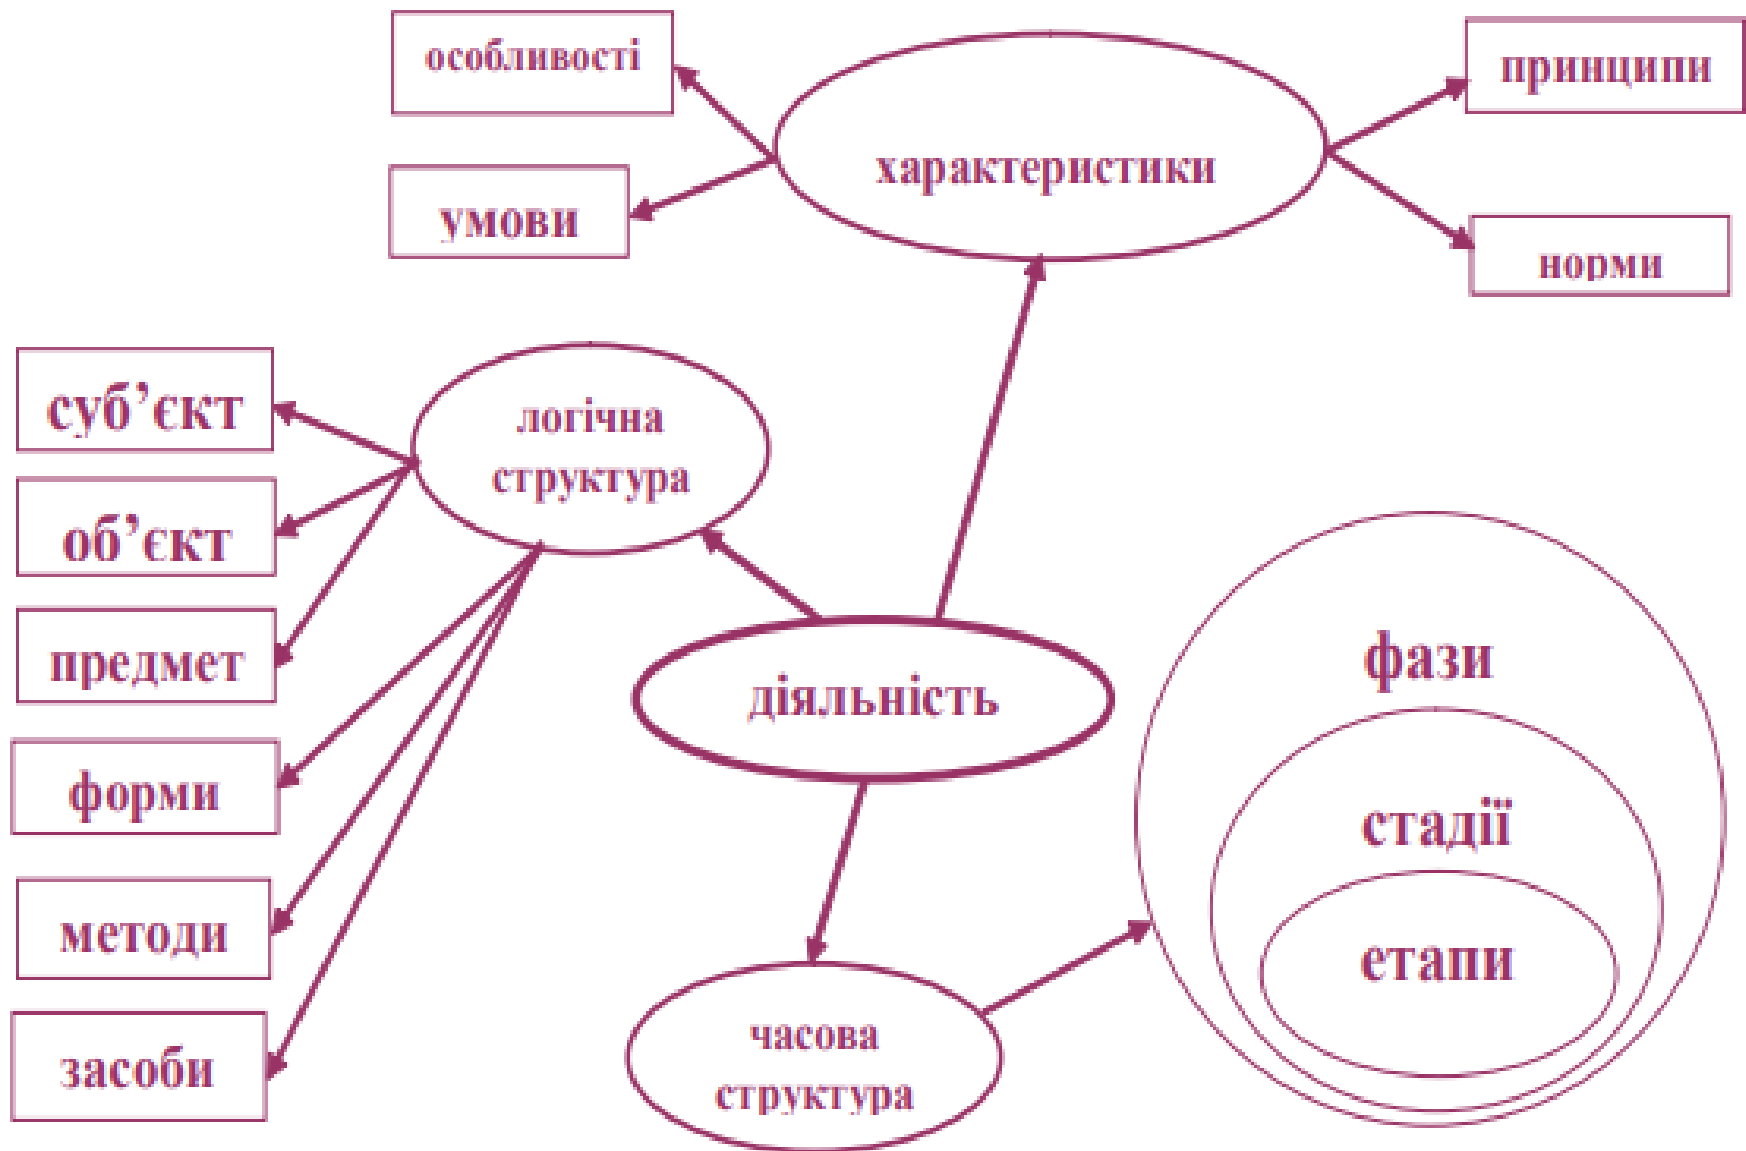 особливості
умови
характеристики
принципи
норми
суб’єкт
об’єкт
предмет
форми
методи
засоби
логічна
структура
діяльність
часова
структура
фази
стадії
етапи